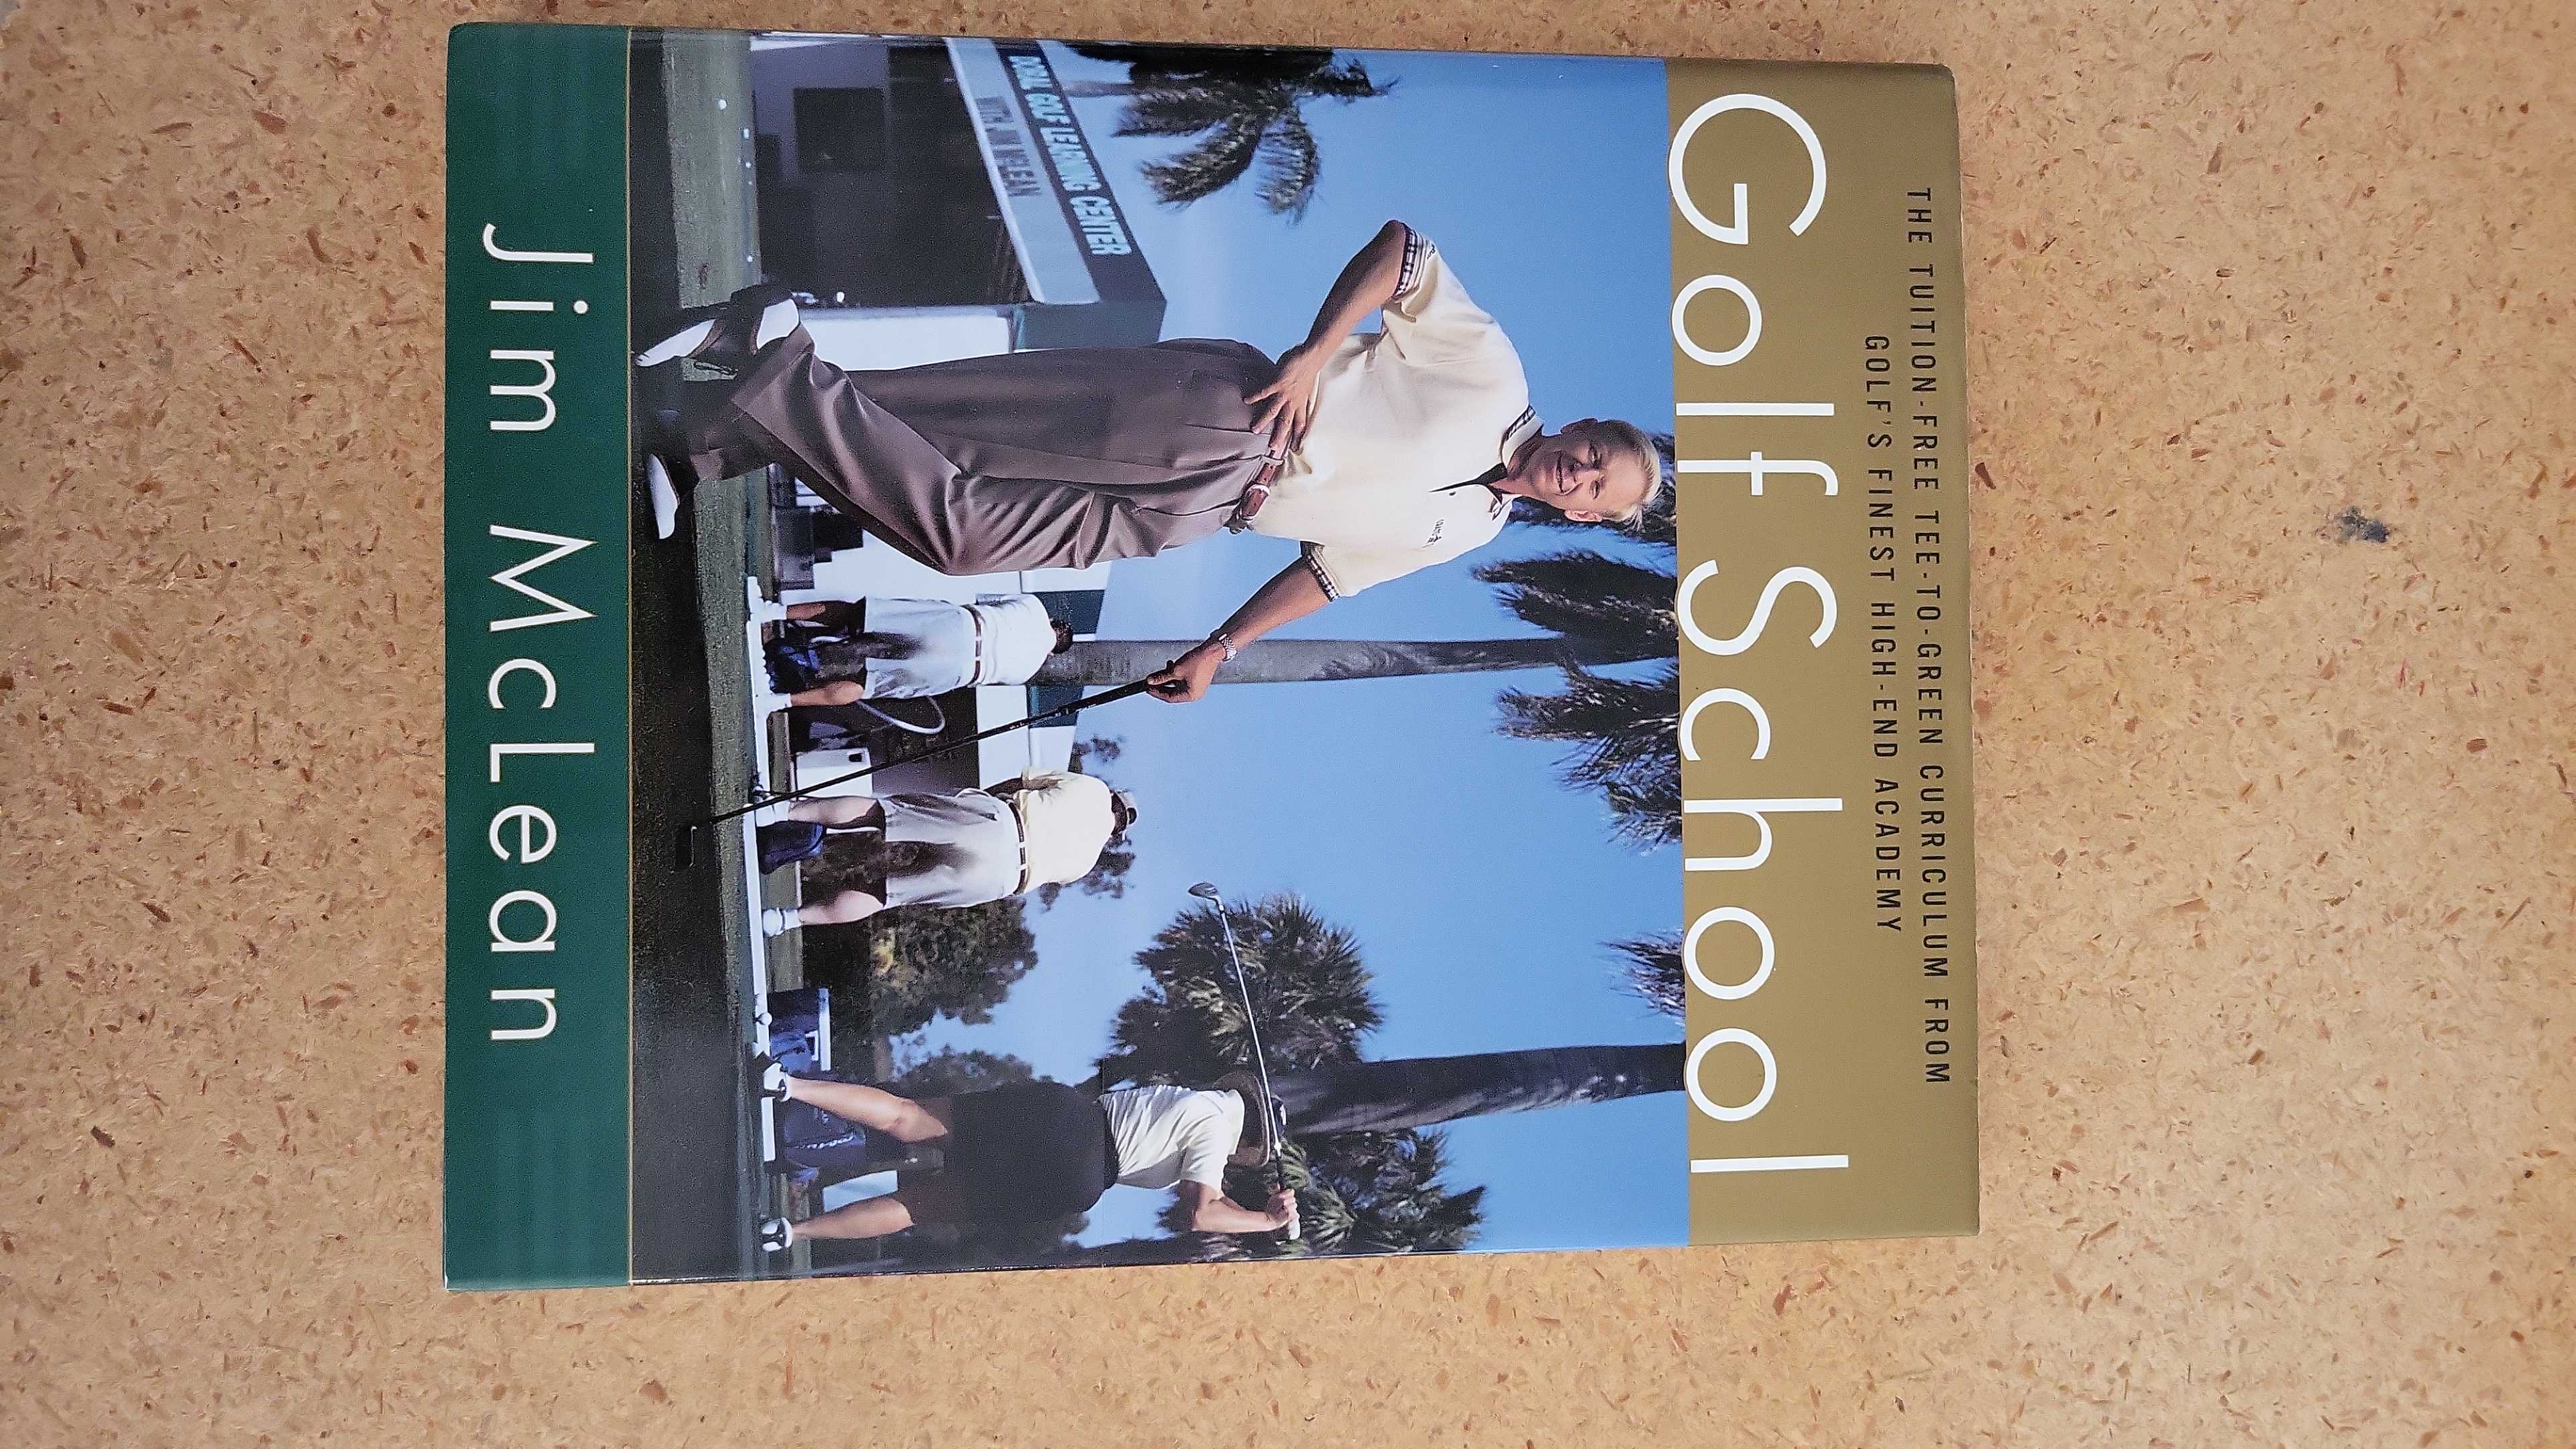 THE TUITION-FREE TEE-TO-GREEN CURRICULUM FROM
GOLF'S FINEST HIGH-END ACADEMY
Golf School
DORAL GOLF LEARNING CENTER
WITH JIM McLEAN
Jim McLean